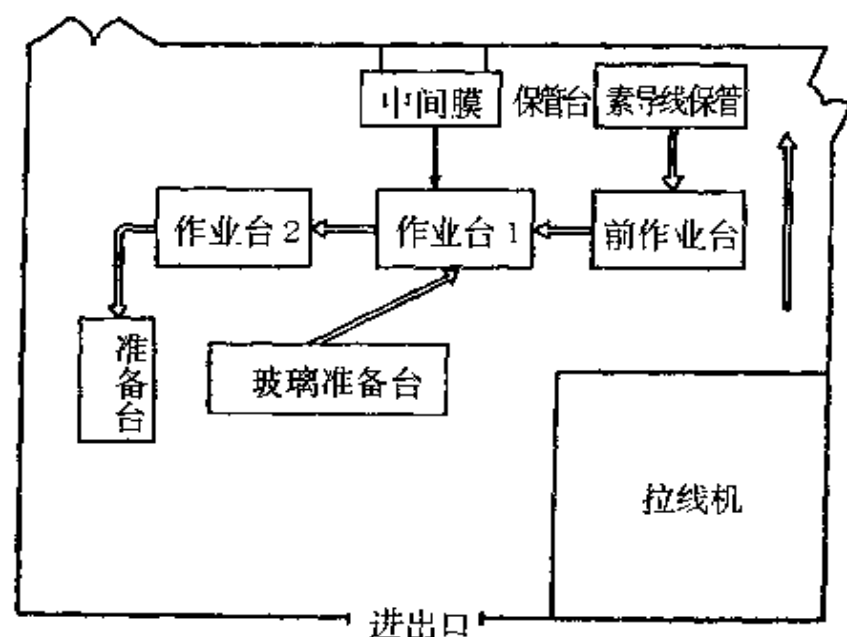 中间膜
保管台
素导线保管
作业台2
作业台1
前作业台
准备台
玻璃准备台
拉线机
进出口